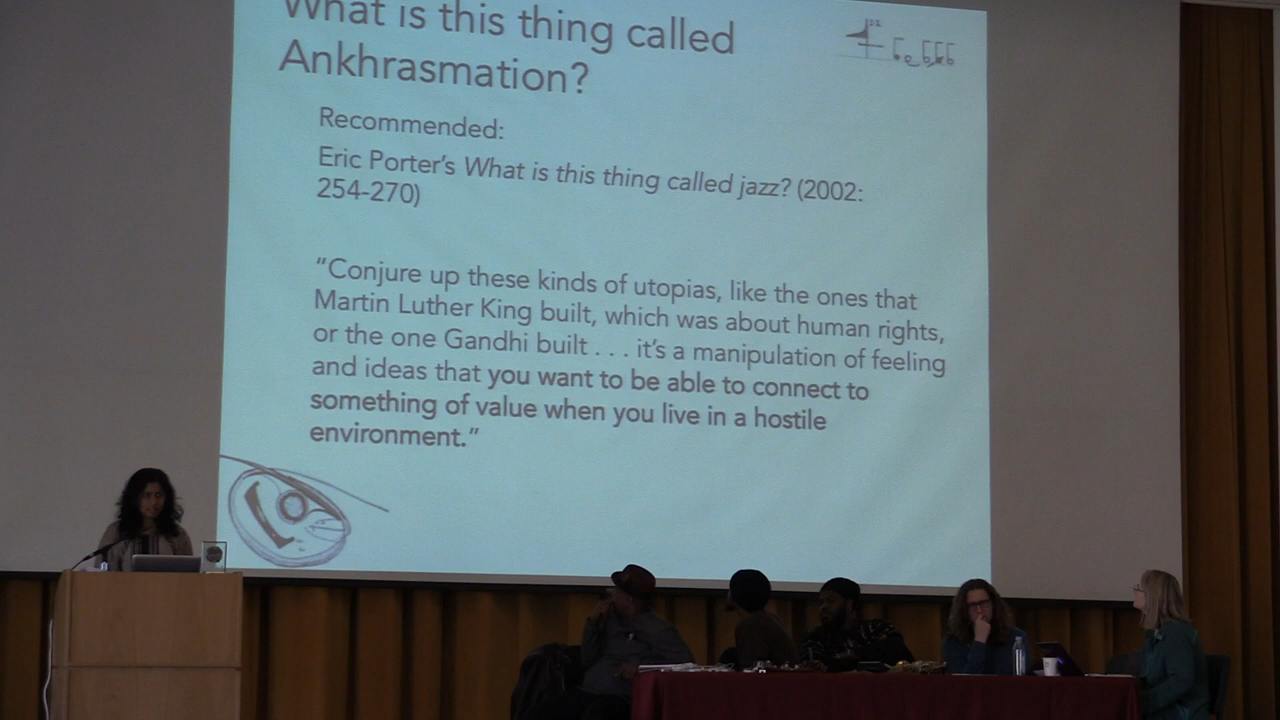 What is this thing called
Ankhrasmation?
Recommended:
Eric Porter's What is this thing called jazz? (2002:
254-270)
"Conjure up these kinds of utopias, like the ones that
Martin Luther King built, which was about human rights,
or the one Gandhi built . . . it's a manipulation of feeling
and ideas that you want to be able to connect to
something of value when you live in a hostile
environment."